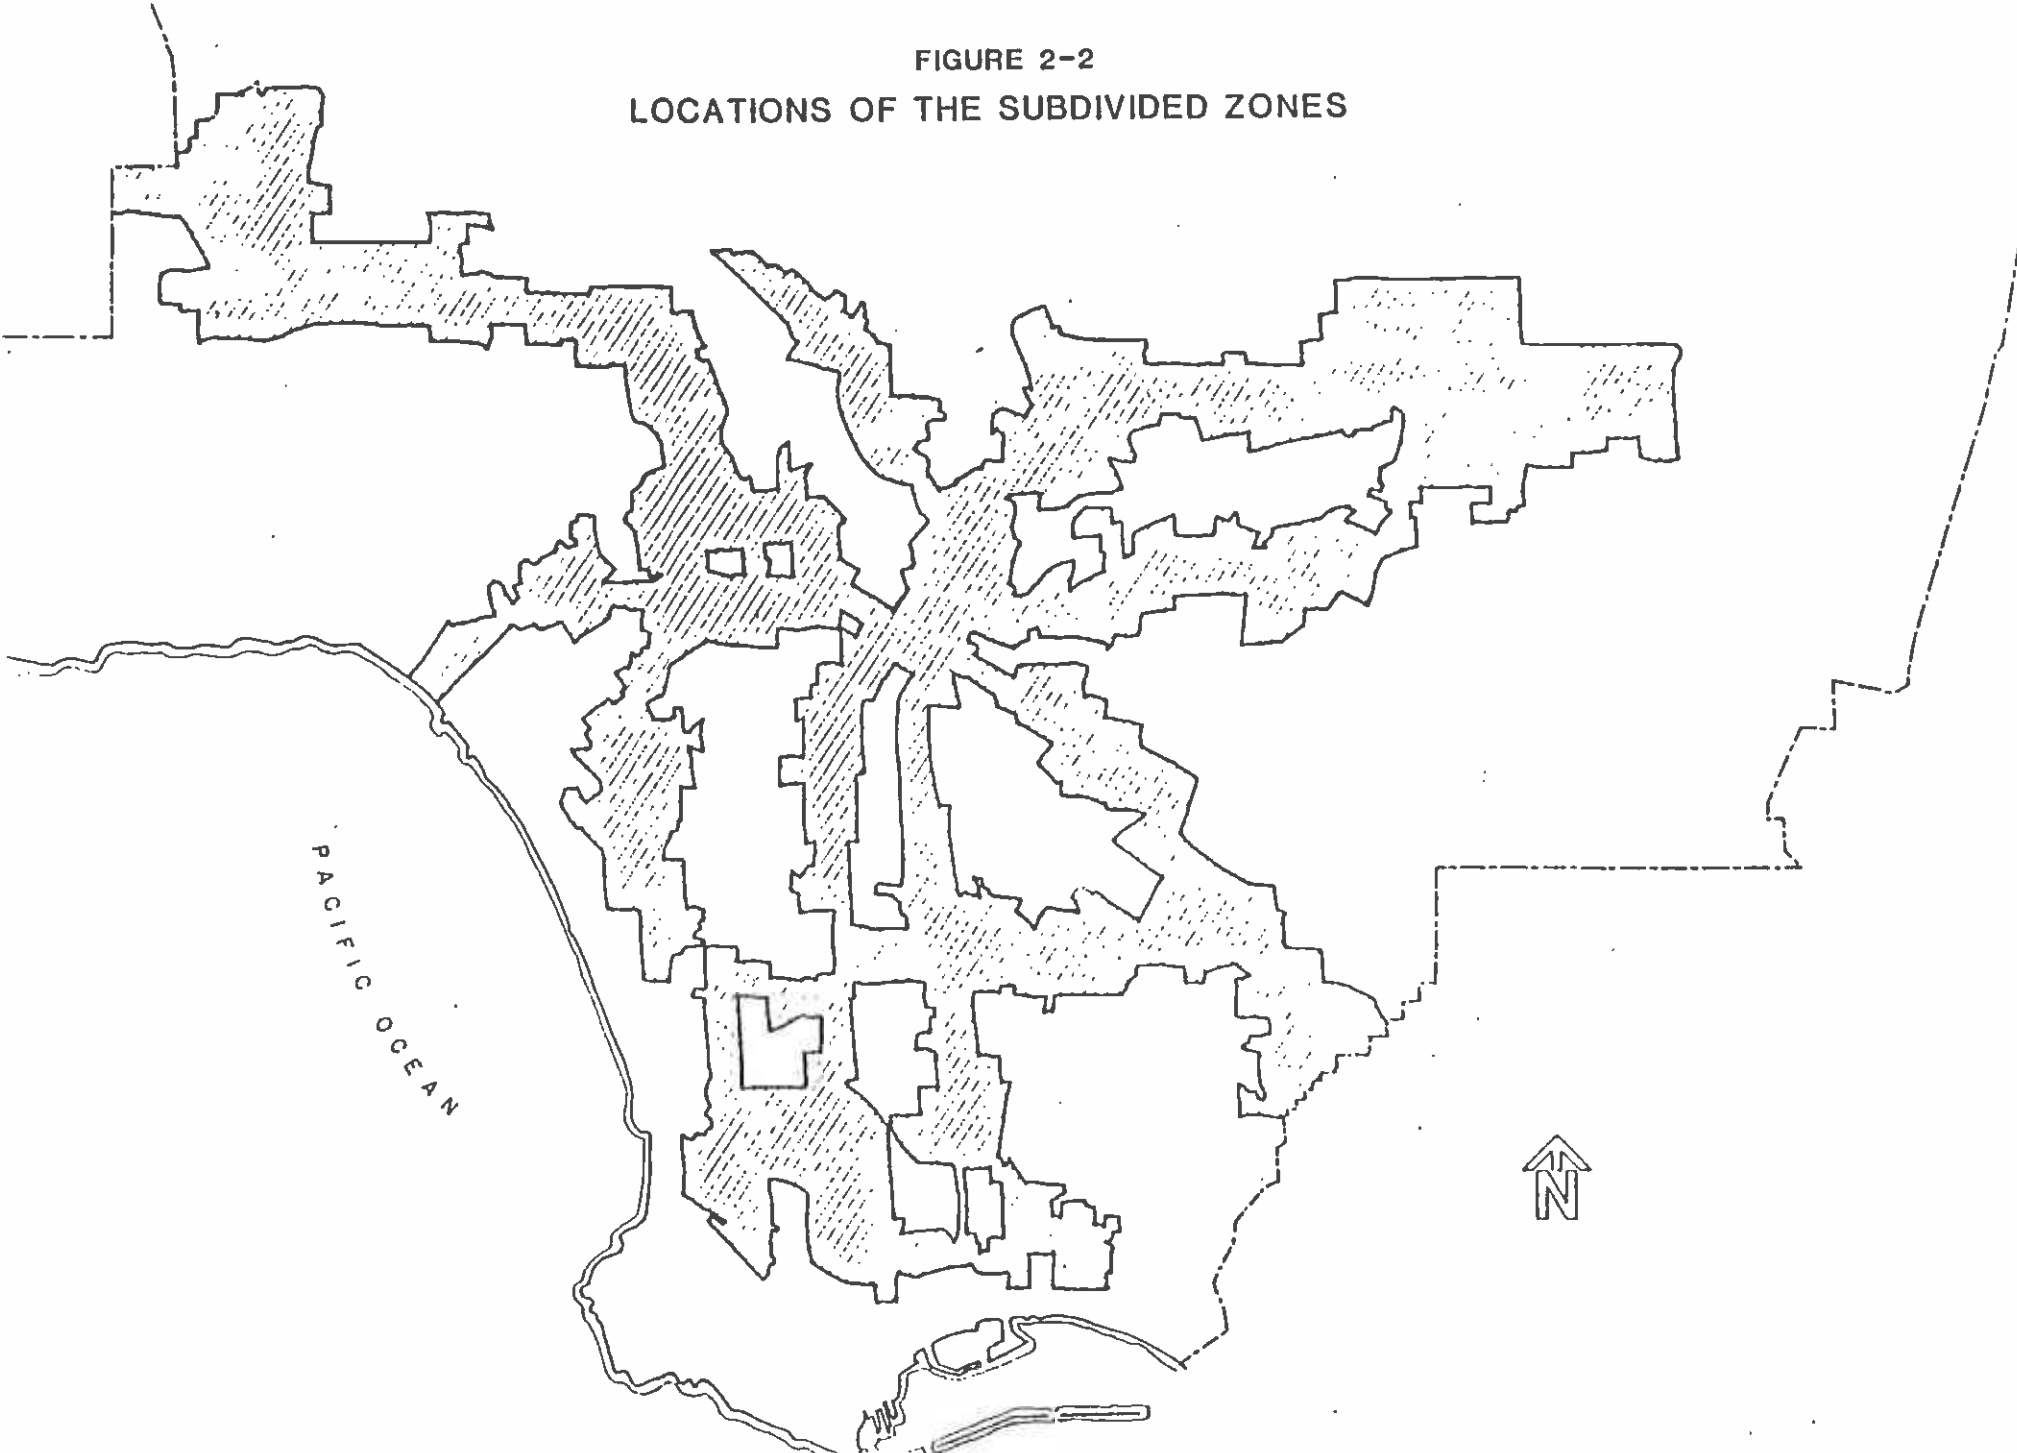 FIGURE 2-2
LOCATIONS OF THE SUBDIVIDED ZONES
PACIFIC OCEAN
N